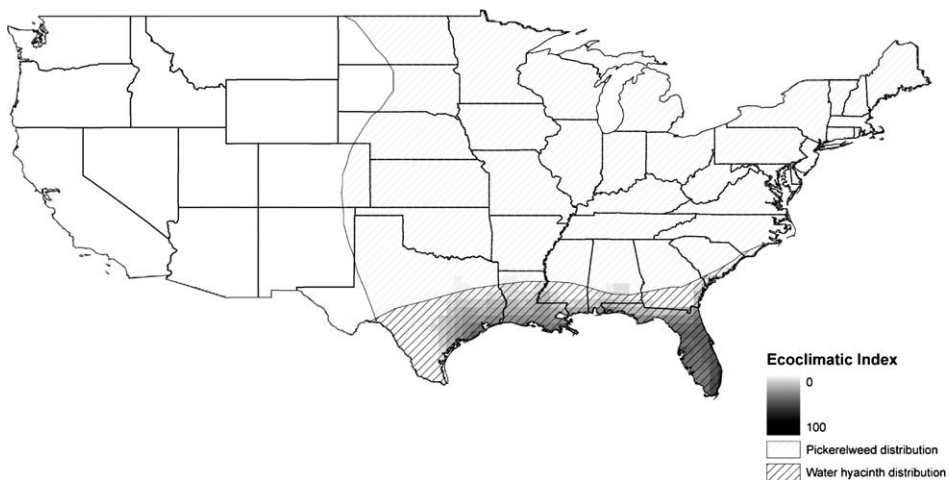 Ecoclimatic Index
0
100
Pickerelweed distribution
Water hyacinth distribution